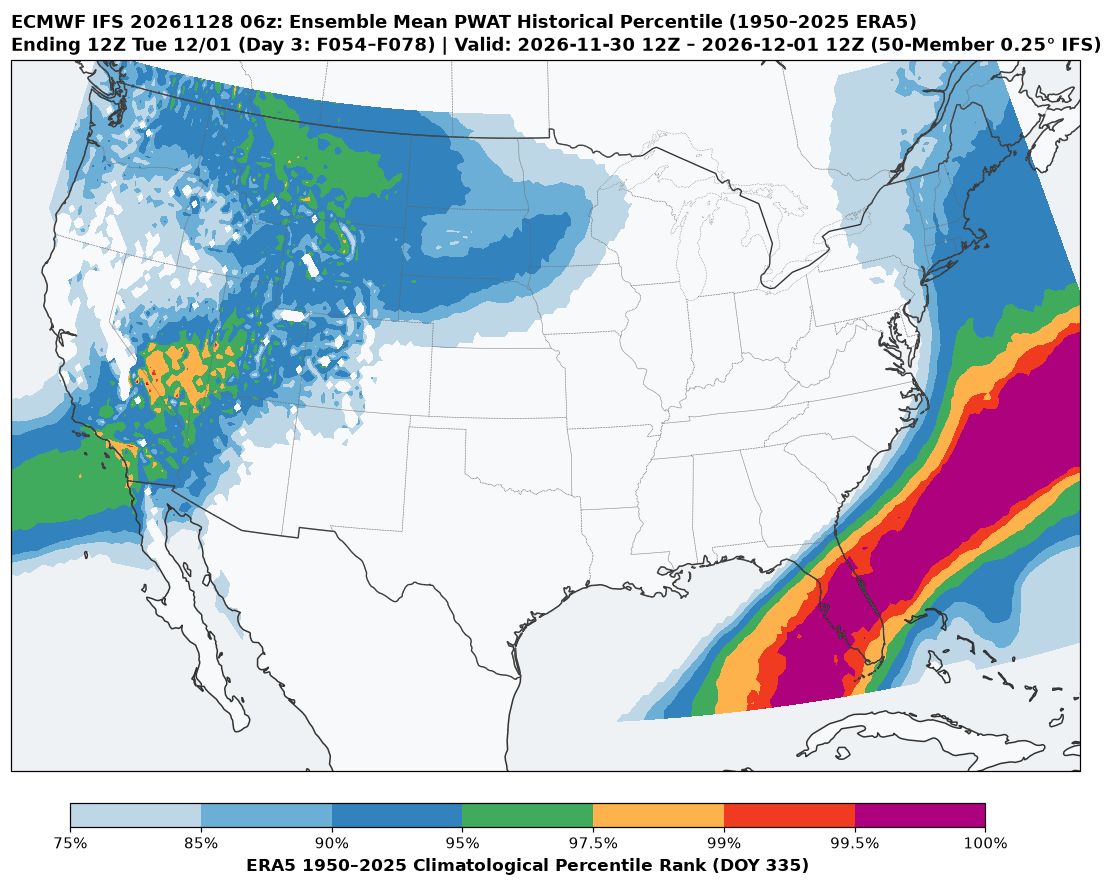 ECMWF IFS 20261128 06z: Ensemble Mean PWAT Historical Percentile (1950–2025 ERA5)
Ending 12Z Tue 12/01 (Day 3: F054–F078) | Valid: 2026-11-30 12Z – 2026-12-01 12Z (50-Member 0.25° IFS)
75% 85% 90% 95% 97.5% 99% 99.5% 100%
ERA5 1950–2025 Climatological Percentile Rank (DOY 335)